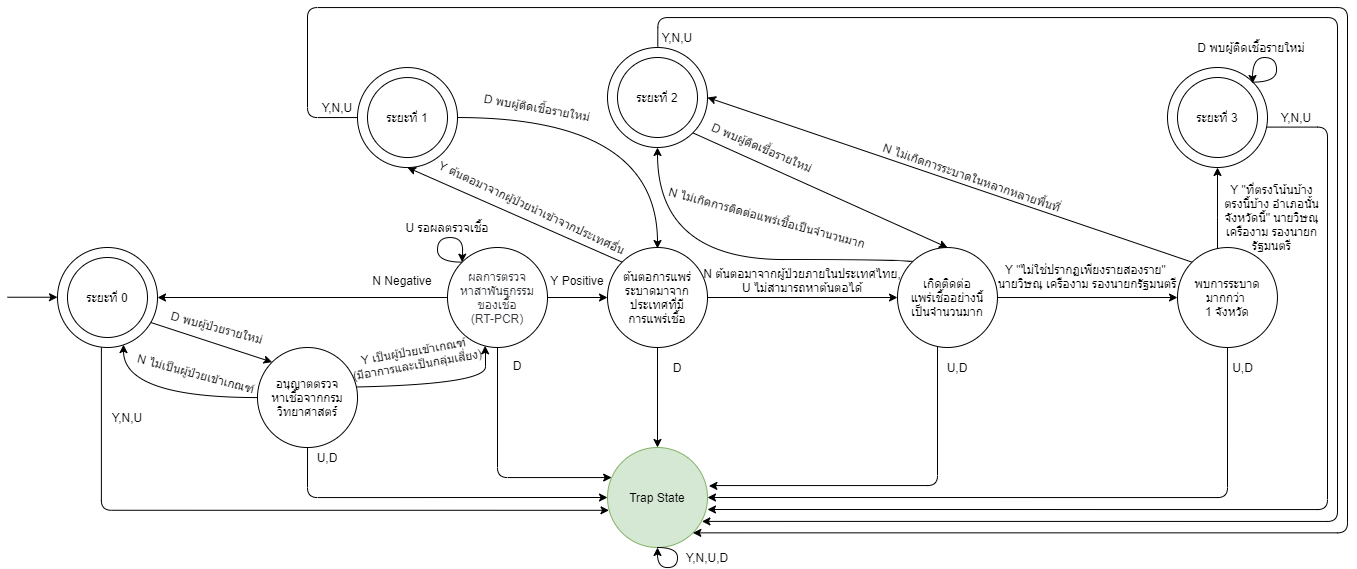 Y,N,U
D พบผู้ติดเชื้อรายใหม่
Y,N,U
ระยะที่ 1
D พบผู้ติดเชื้อรายใหม่
ระยะที่ 2
D พบผู้ติดเชื้อรายใหม่
ระยะที่ 3
Y,N,U
Y,N,U
Y ต้นตอมาจากผู้ป่วยนำเข้าจากประเทศอื่น
N ไม่เกิดการติดต่อแพร่เชื้อเป็นจำนวนมาก
N ไม่เกิดการระบาดในหลากหลายพื้นที่
Y "ที่ตรงโน้นบ้าง
ตรงนี้บ้าง อำเภอนั้น
จังหวัดนี้" นายวิษณุ
เครืองาม รองนายก
รัฐมนตรี
U รอผลตรวจเชื้อ
ระยะที่ 0
N Negative
ผลการตรวจ
หาสารพันธุกรรม
ของเชื้อ
(RT-PCR)
Y Positive
ต้นตอการแพร่
ระบาดมาจาก
ประเทศที่มี
การแพร่เชื้อ
N ต้นตอมาจากผู้ป่วยภายในประเทศไทย,
U ไม่สามารถหาต้นตอได้
เกิดติดต่อ
แพร่เชื้ออย่างนี้
เป็นจำนวนมาก
Y "ไม่ใช่ปรากฏเพียงรายสองราย"
นายวิษณุ เครืองาม รองนายกรัฐมนตรี
พบการระบาด
มากกว่า
1 จังหวัด
D พบผู้ป่วยรายใหม่
N ไม่เป็นผู้ป่วยเข้าเกณฑ์
Y เป็นผู้ป่วยเข้าเกณฑ์
(มีอาการและเป็นกลุ่มเสี่ยง)
อนุญาตตรวจ
หาเชื้อจากกรม
วิทยาศาสตร์
D
D
U,D
U,D
Y,N,U
U,D
Trap State
Y,N,U,D